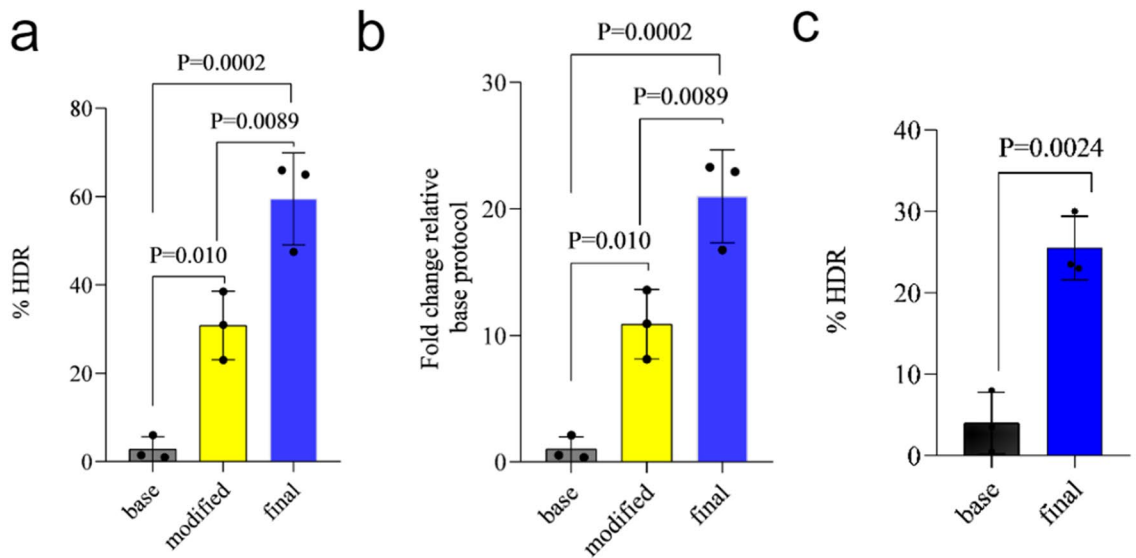 a
P=0.0002
P=0.0089
P=0.010
% HDR
80
60
40
20
0
base
modified
final
b
P=0.0002
P=0.0089
P=0.010
Fold change relative
base protocol
30
20
10
0
base
modified
final
c
P=0.0024
% HDR
40
30
20
10
0
base
final